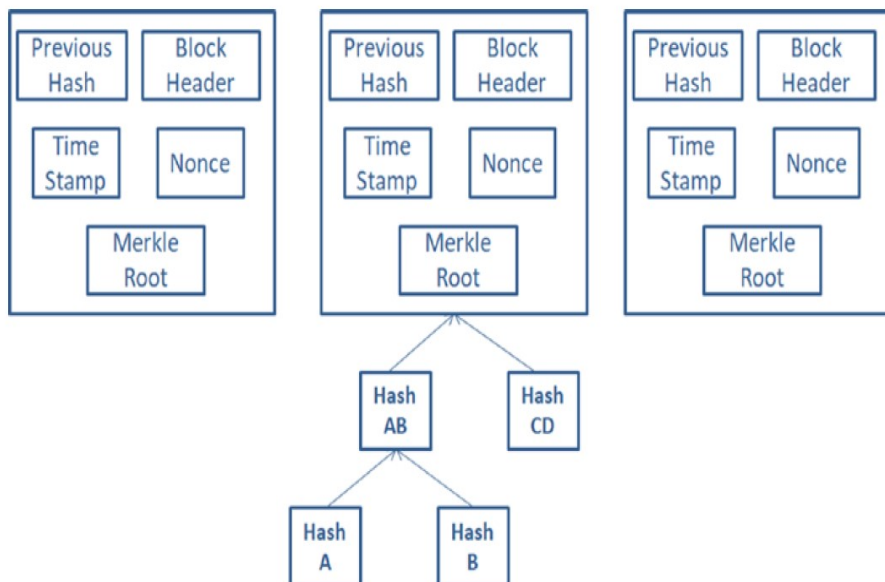 Previous
Hash
Block
Header
Time
Stamp
Nonce
Merkle
Root
Previous
Hash
Block
Header
Time
Stamp
Nonce
Merkle
Root
Previous
Hash
Block
Header
Time
Stamp
Nonce
Merkle
Root
Hash
AB
Hash
CD
Hash
A
Hash
B